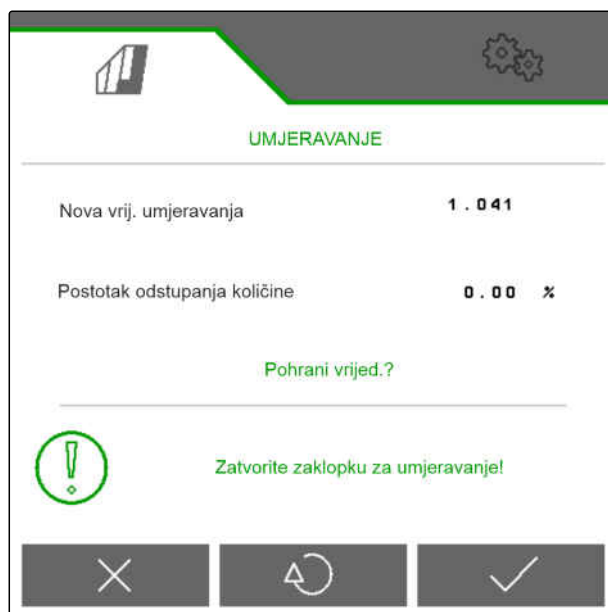 UMJERAVANJE
Nova vrij. umjeravanja 1.041
Postotak odstupanja količine 0.00 %
Pohrani vrijed.?
Zatvorite zaklopku za umjeravanje!